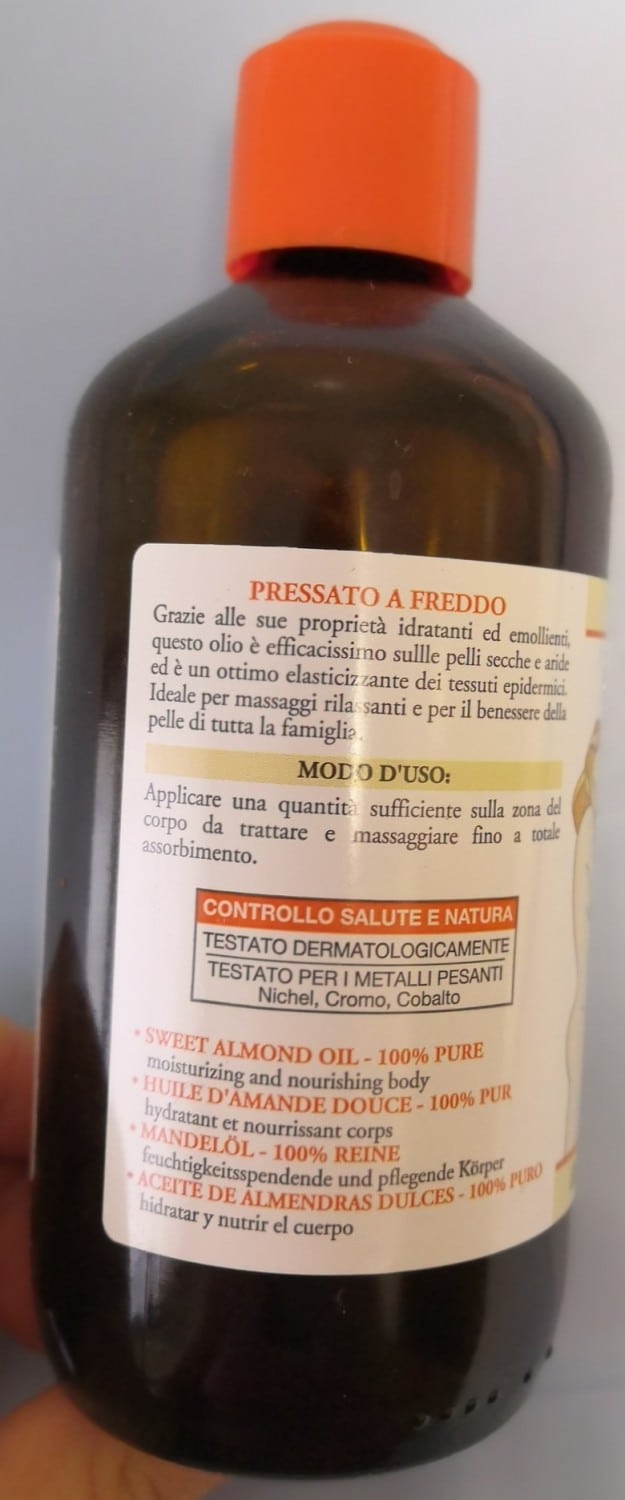 PRESSATO A FREDDO
Grazie alle sue proprietà idratanti ed emollienti,
questo olio è efficacissimo sullle pelli secche e aride
ed è un ottimo elasticizzante dei tessuti epidermici.
Ideale per massaggi rilassanti e per il benessere della
pelle di tutta la famiglia.
MODO D'USO:
Applicare una quantità sufficiente sulla zona del
corpo da trattare e massaggiare fino a totale
assorbimento.
CONTROLLO SALUTE E NATURA
TESTATO DERMATOLOGICAMENTE
TESTATO PER I METALLI PESANTI
Nichel, Cromo, Cobalto
• SWEET ALMOND OIL - 100% PURE
moisturizing and nourishing body
• HUILE D'AMANDE DOUCE - 100% PUR
hydratant et nourrissant corps
• MANDELÖL - 100% REINE
feuchtigkeitsspendende und pflegende Körper
• ACEITE DE ALMENDRAS DULCES - 100% PURO
hidratar y nutrir el cuerpo